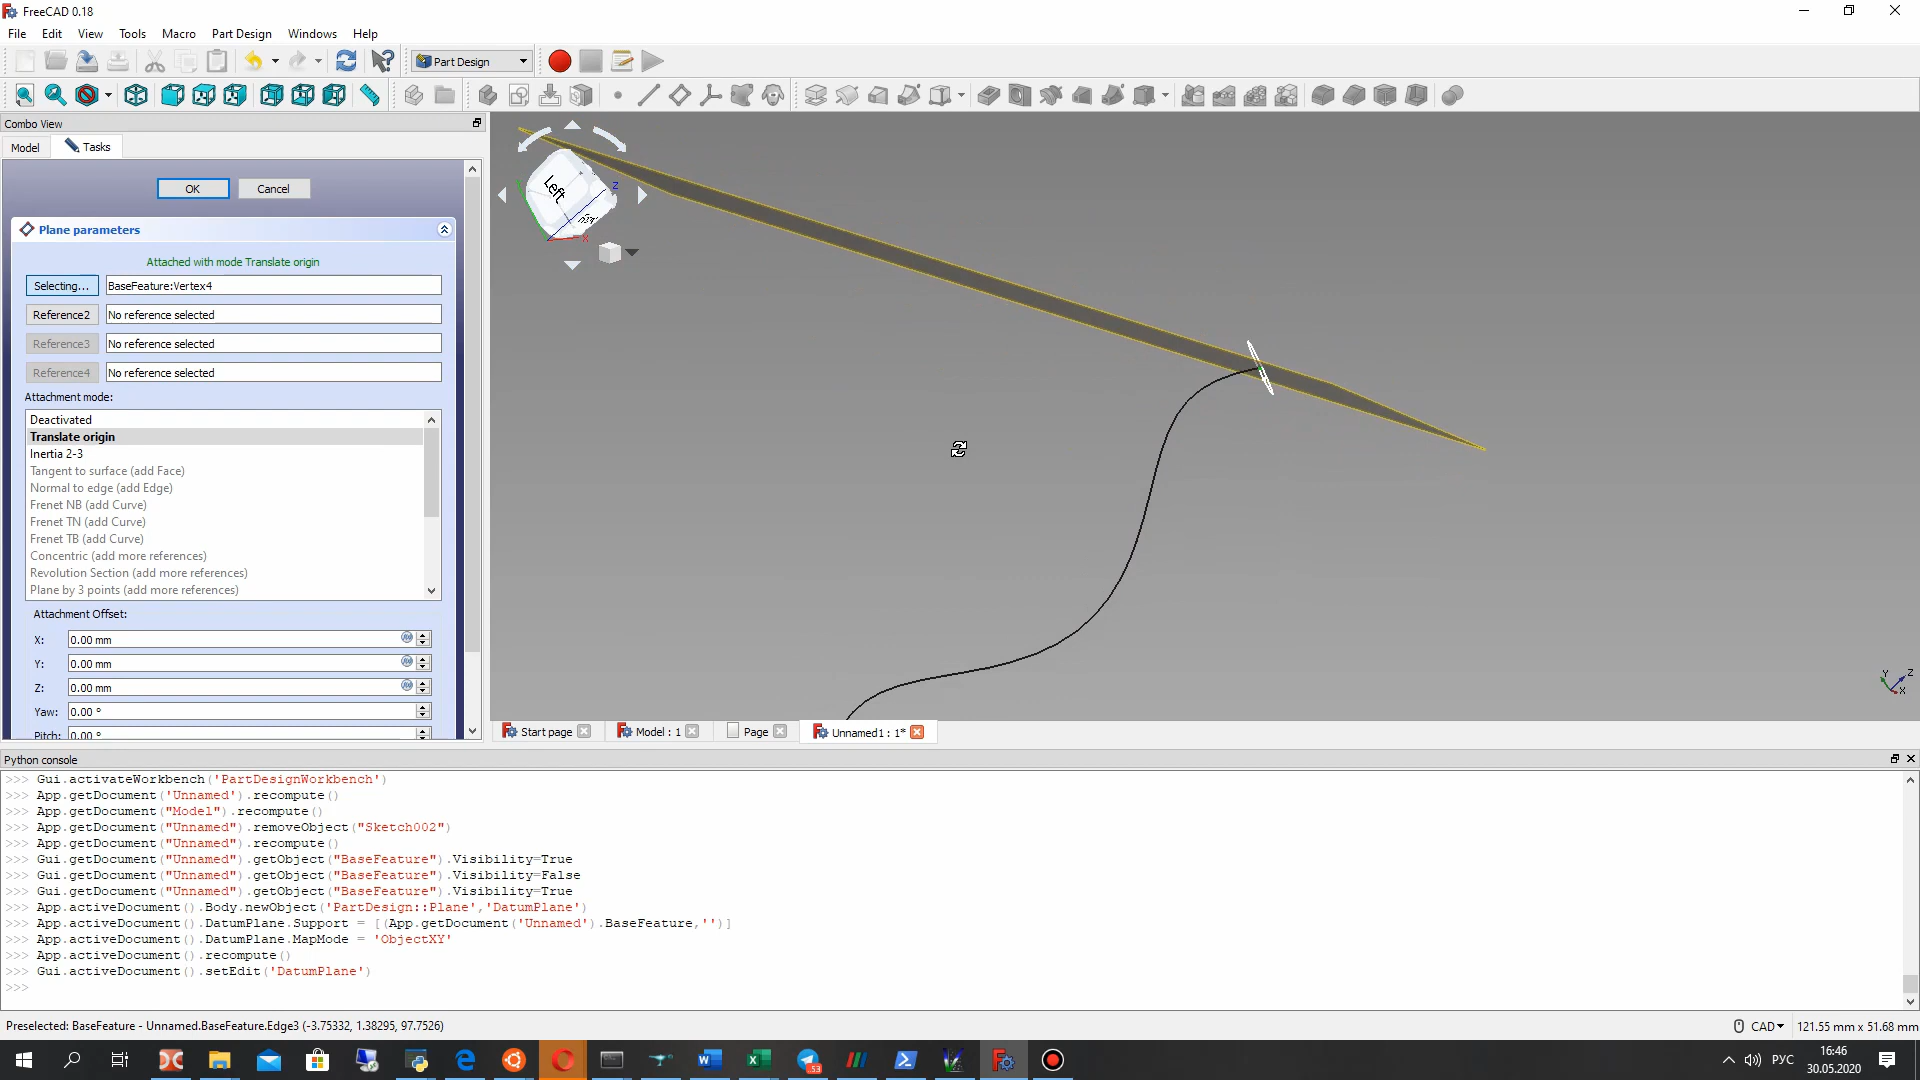 FreeCAD 0.18
File Edit View Tools Macro Part Design Windows Help
Part Design
Combo View
Model Tasks
OK Cancel
Plane parameters
Attached with mode Translate origin
Selecting... BaseFeature:Vertex4
Reference2 No reference selected
Reference3 No reference selected
Reference4 No reference selected
Attachment mode:
Deactivated
Translate origin
Inertia 2-3
Tangent to surface (add Face)
Normal to edge (add Edge)
Frenet NB (add Curve)
Frenet TN (add Curve)
Frenet TB (add Curve)
Concentric (add more references)
Revolution Section (add more references)
Plane by 3 points (add more references)
Attachment Offset:
X: 0.00 mm
Y: 0.00 mm
Z: 0.00 mm
Yaw: 0.00 °
Pitch: 0.00 °
Left
Z
X
Y Z
X
Start page Model : 1 Page Unnamed1 : 1*
Python console
>>> Gui.activateWorkbench('PartDesignWorkbench')
>>> App.getDocument('Unnamed').recompute()
>>> App.getDocument("Model").recompute()
>>> App.getDocument("Unnamed").removeObject("Sketch002")
>>> App.getDocument("Unnamed").recompute()
>>> Gui.getDocument("Unnamed").getObject("BaseFeature").Visibility=True
>>> Gui.getDocument("Unnamed").getObject("BaseFeature").Visibility=False
>>> Gui.getDocument("Unnamed").getObject("BaseFeature").Visibility=True
>>> App.activeDocument().Body.newObject('PartDesign::Plane','DatumPlane')
>>> App.activeDocument().DatumPlane.Support = [(App.getDocument('Unnamed').BaseFeature,'')]
>>> App.activeDocument().DatumPlane.MapMode = 'ObjectXY'
>>> App.activeDocument().recompute()
>>> Gui.activeDocument().setEdit('DatumPlane')
>>>
Preselected: BaseFeature - Unnamed.BaseFeature.Edge3 (-3.75332, 1.38295, 97.7526)
CAD 121.55 mm x 51.68 mm
53
РУС
16:46
30.05.2020